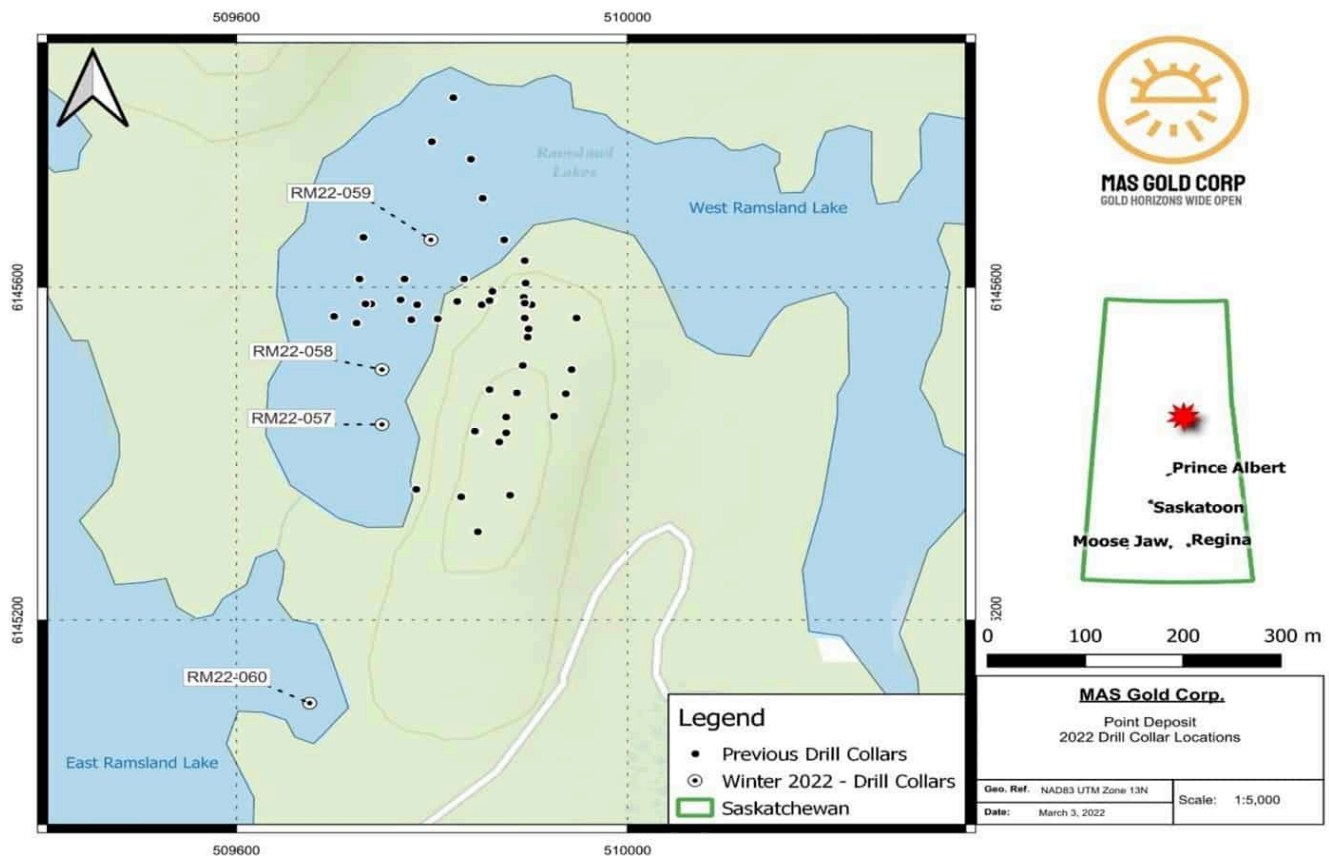 509600
510000
MAS GOLD CORP
GOLD HORIZONS WIDE OPEN
Ramsland
Lakes
RM22-059
West Ramsland Lake
6145600
6145600
RM22-058
RM22-057
Prince Albert
Saskatoon
Moose Jaw
Regina
6145200
5200
0 100 200 300 m
RM22-060
East Ramsland Lake
Legend
Previous Drill Collars
Winter 2022 - Drill Collars
Saskatchewan
MAS Gold Corp.
Point Deposit
2022 Drill Collar Locations
Geo. Ref. NAD83 UTM Zone 13N
Date: March 3, 2022
Scale: 1:5,000
509600
510000